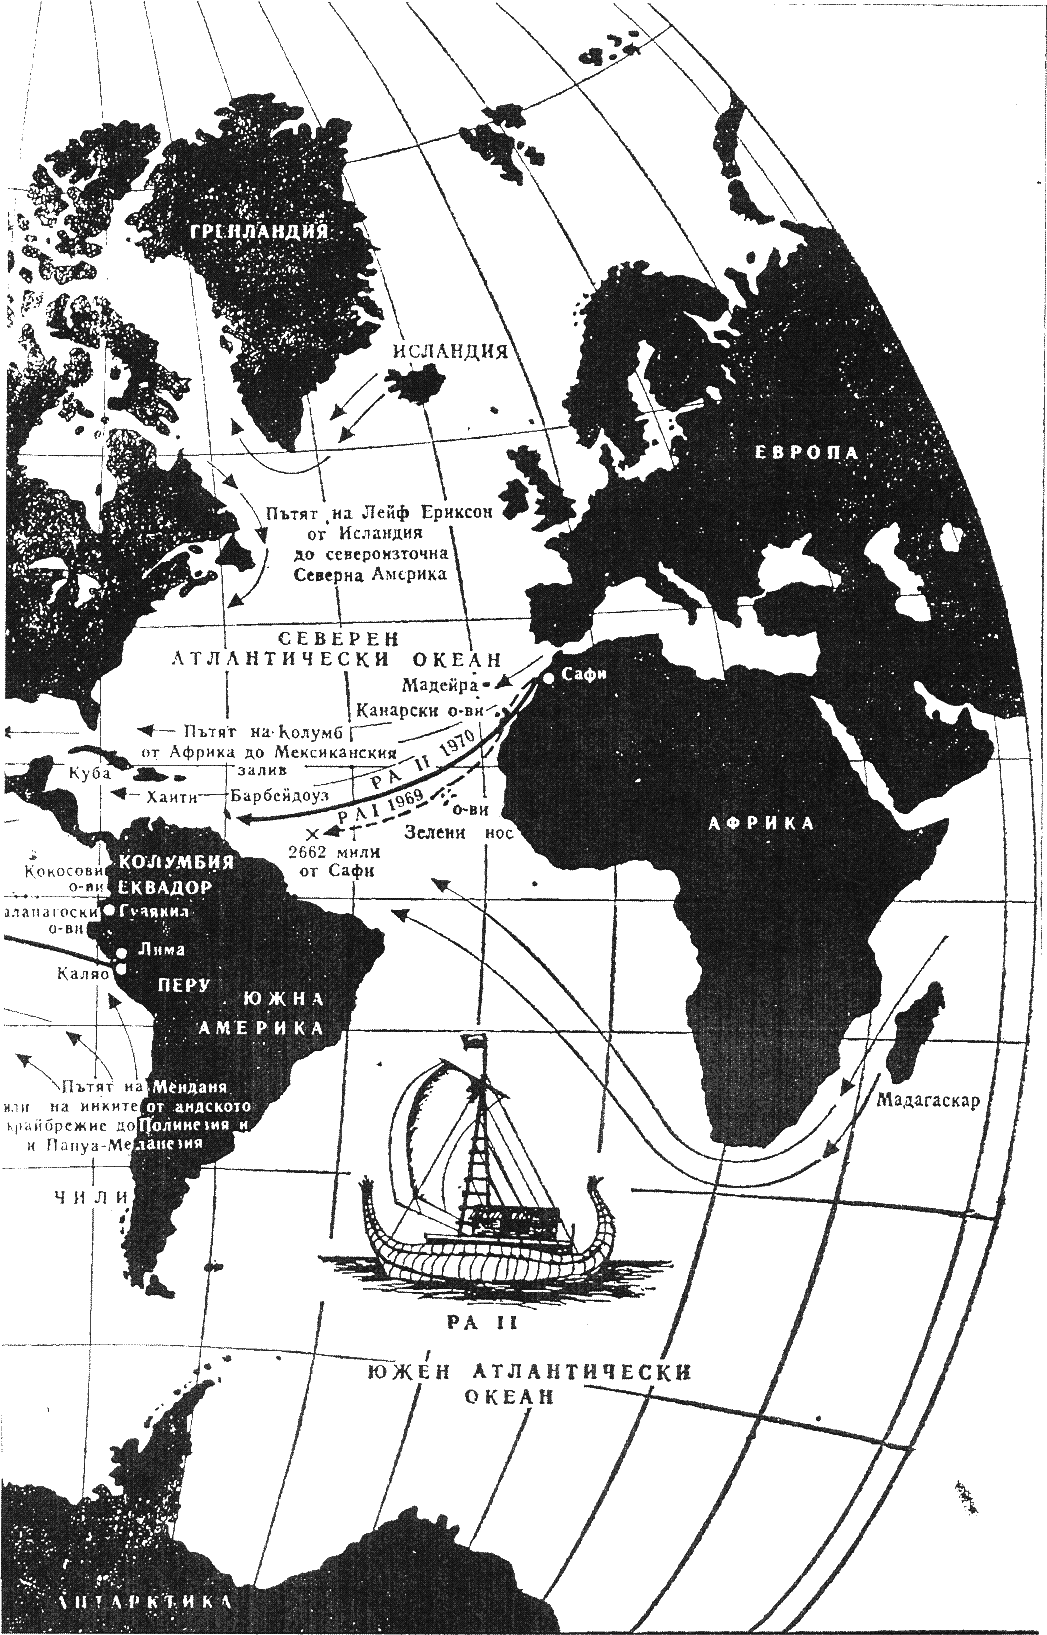 ГРЕНЛАНДИЯ
ИСЛАНДИЯ
ЕВРОПА
Пътят на Лейф Ериксон
от Исландия
до североизточна
Северна Америка
СЕВЕРЕН
АТЛАНТИЧЕСКИ ОКЕАН
Сафи
Мадейра
Канарски о-ви
Пътят на Колумб
от Африка до Мексиканския
залив
РА II 1970
РА I 1969
Куба
Хаити
Барбейдоуз
о-ви
Зелени нос
2662 мили
от Сафи
АФРИКА
КОЛУМБИЯ
Кокосови
о-ви
ЕКВАДОР
алапагоски
о-ви
Гуаякил
Лима
Каляо
ПЕРУ
ЮЖНА
АМЕРИКА
Пътят на Менданя
или на инките от андското
крайбрежие до Полинезия и
и Папуа-Меланезия
Мадагаскар
ЧИЛИ
РА II
ЮЖЕН АТЛАНТИЧЕСКИ
ОКЕАН
АНТАРКТИКА